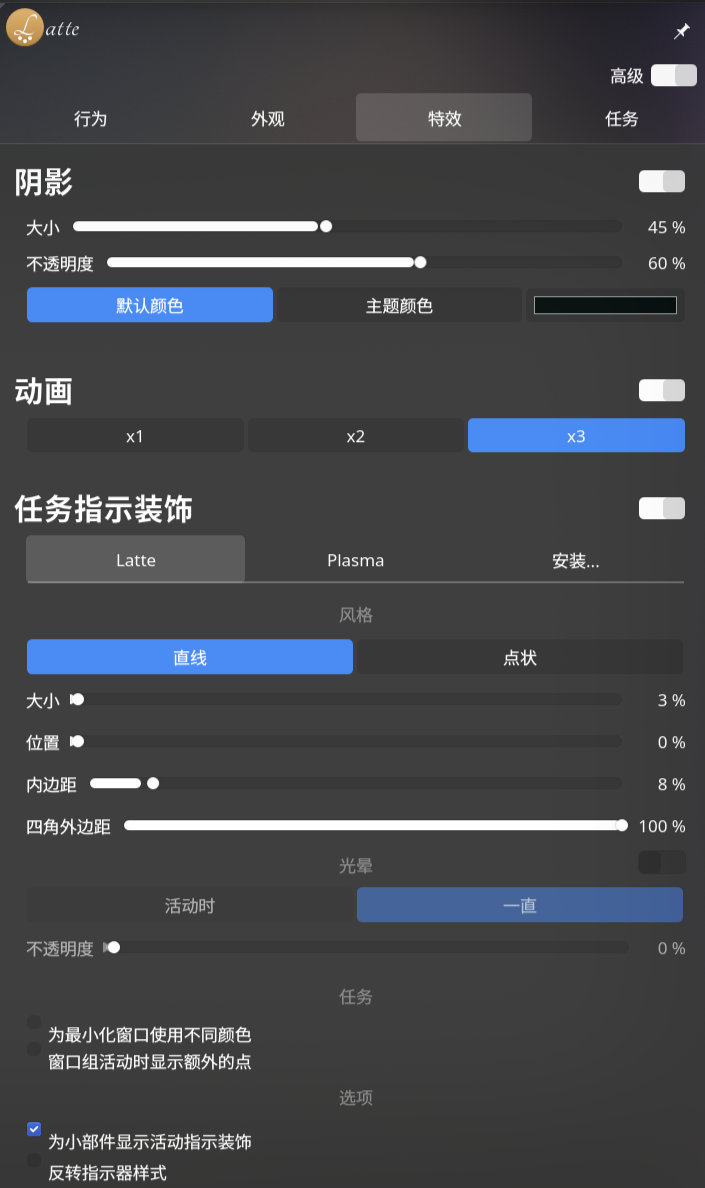 Latte
高级
行为 外观 特效 任务
阴影
大小 45 %
不透明度 60 %
默认颜色 主题颜色
动画
x1 x2 x3
任务指示装饰
Latte Plasma 安装...
风格
直线 点状
大小 3 %
位置 0 %
内边距 8 %
四角外边距 100 %
光晕
活动时 一直
不透明度 0 %
任务
为最小化窗口使用不同颜色
窗口组活动时显示额外的点
选项
为小部件显示活动指示装饰
反转指示器样式